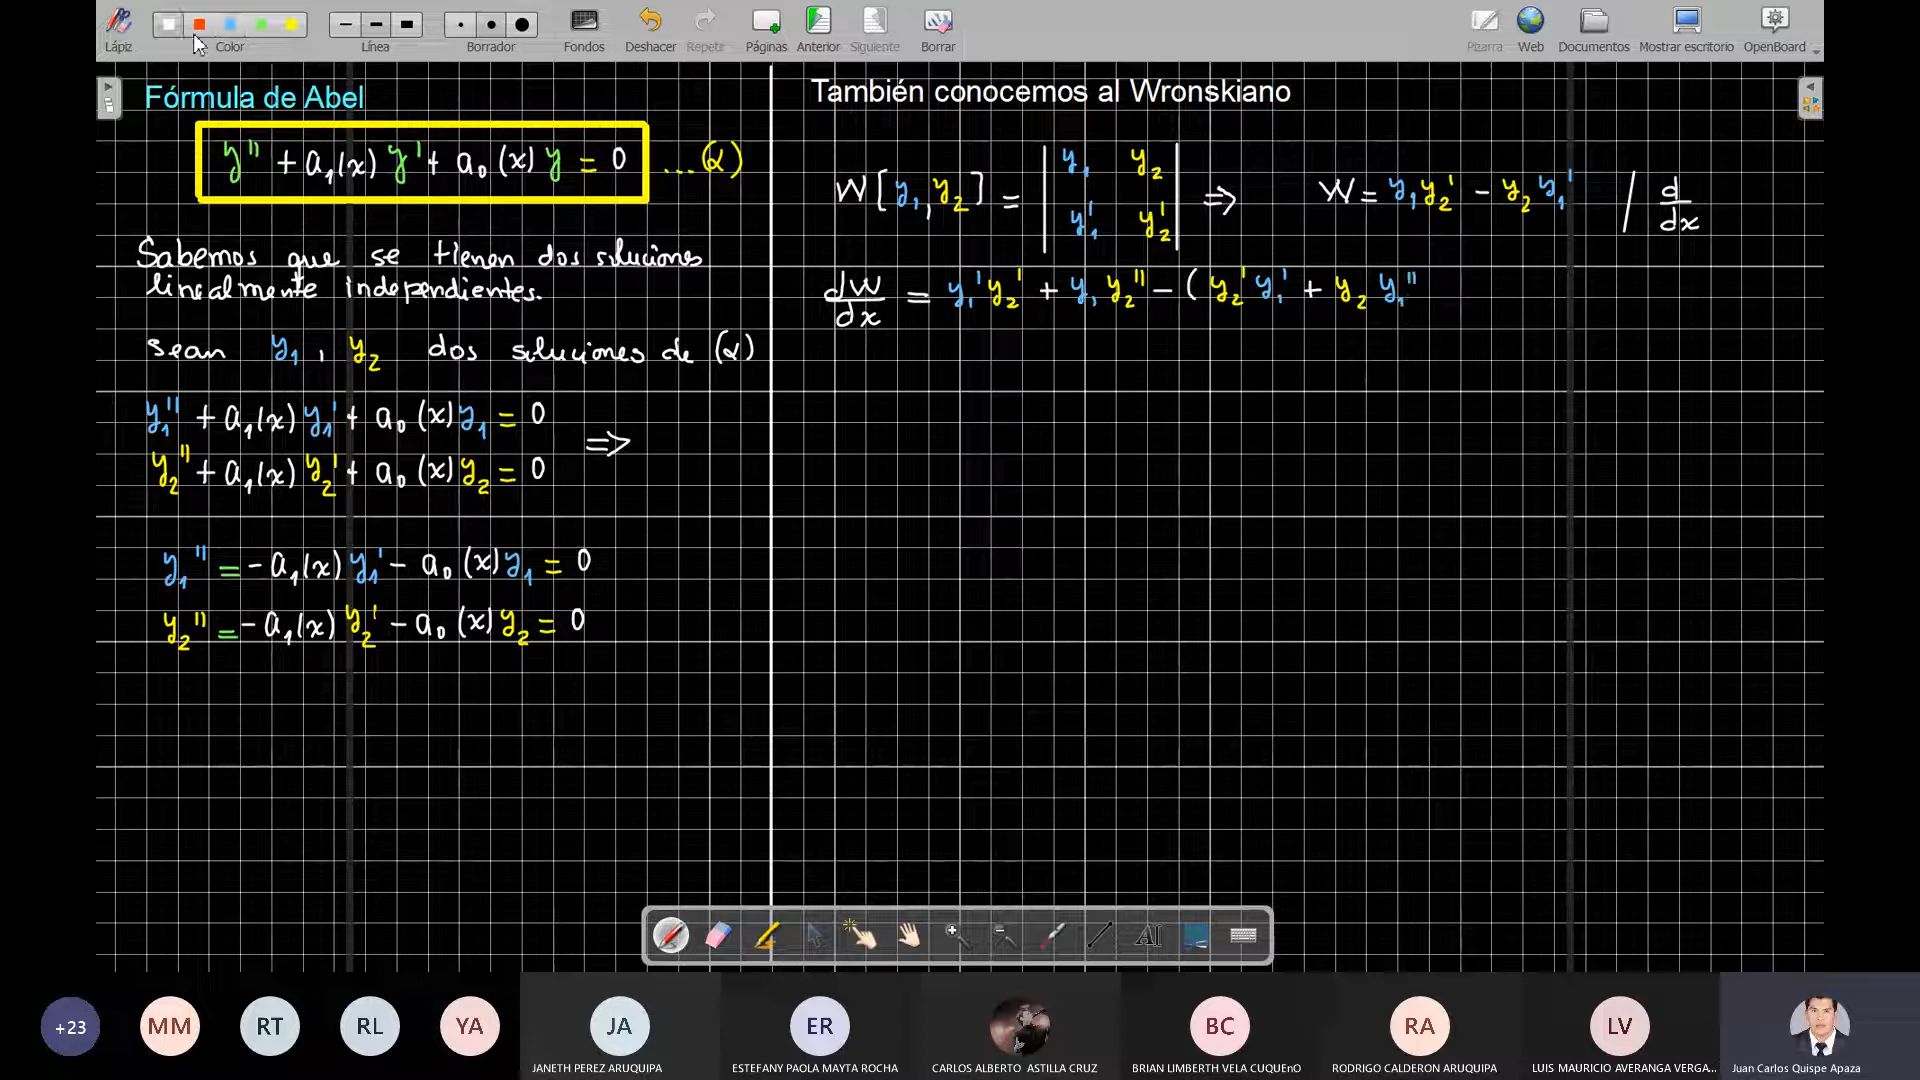 Lápiz Color Línea Borrador Fondos Deshacer Repetir Páginas Anterior Siguiente Borrar Pizarra Web Documentos Mostrar escritorio OpenBoard
Fórmula de Abel
y'' + a₁(x) y' + a₀(x) y = 0 ...(α)
Sabemos que se tienen dos soluciones
linealmente independientes.
sean y₁, y₂ dos soluciones de (α)
y₁'' + a₁(x) y₁' + a₀(x) y₁ = 0
⇒
y₂'' + a₁(x) y₂' + a₀(x) y₂ = 0
y₁'' = - a₁(x) y₁' - a₀(x) y₁ = 0
y₂'' = - a₁(x) y₂' - a₀(x) y₂ = 0
También conocemos al Wronskiano
W[y₁, y₂] = | y₁ y₂ ; y₁' y₂' | ⇒ W = y₁y₂' - y₂y₁' / d/dx
dW/dx = y₁'y₂' + y₁y₂'' - (y₂'y₁' + y₂y₁''
AI
+23 MM RT RL YA JA ER BC RA LV
JANETH PEREZ ARUQUIPA
ESTEFANY PAOLA MAYTA ROCHA
CARLOS ALBERTO ASTILLA CRUZ
BRIAN LIMBERTH VELA CUQUEnO
RODRIGO CALDERON ARUQUIPA
LUIS MAURICIO AVERANGA VERGA...
Juan Carlos Quispe Apaza